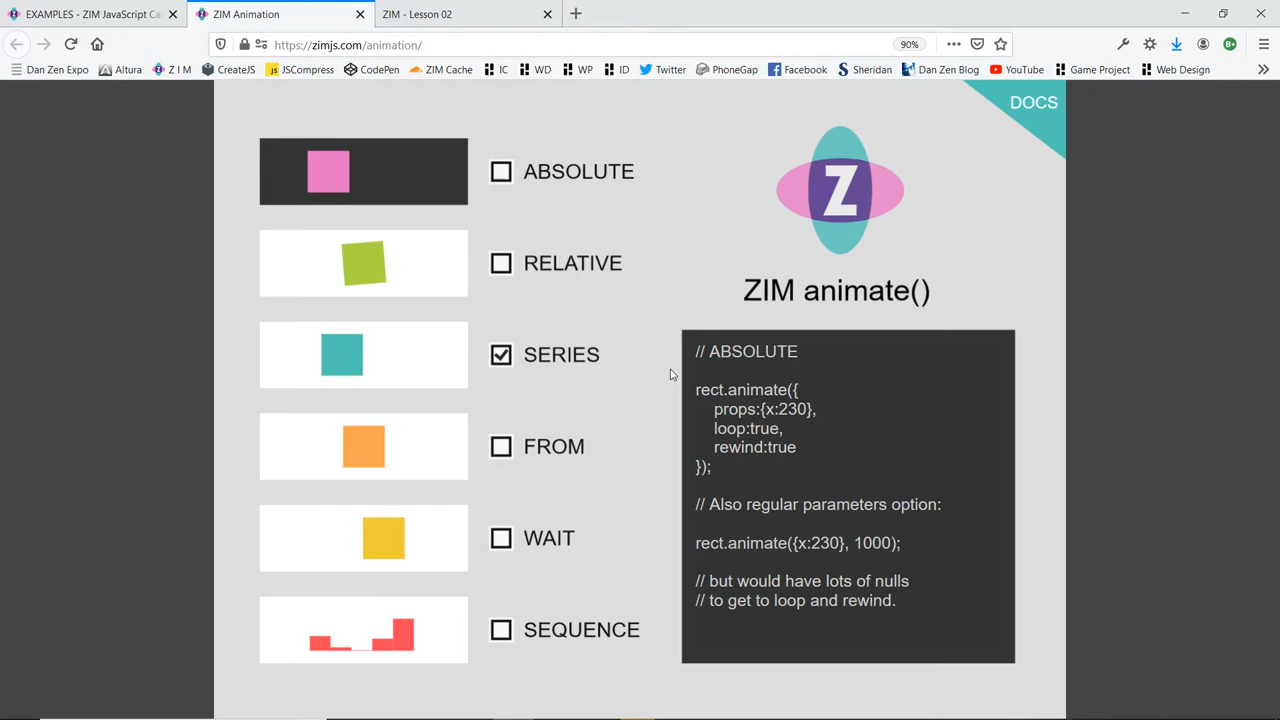 EXAMPLES - ZIM JavaScript Ca
ZIM Animation
ZIM - Lesson 02
https://zimjs.com/animation/
90%
B+
Dan Zen Expo
Altura
Z I M
CreateJS
JS
JSCompress
CodePen
ZIM Cache
IC
WD
WP
ID
Twitter
PhoneGap
Facebook
Sheridan
Dan Zen Blog
YouTube
Game Project
Web Design
DOCS
ABSOLUTE
RELATIVE
SERIES
FROM
WAIT
SEQUENCE
Z
ZIM animate()
// ABSOLUTE
rect.animate({
props:{x:230},
loop:true,
rewind:true
});
// Also regular parameters option:
rect.animate({x:230}, 1000);
// but would have lots of nulls
// to get to loop and rewind.